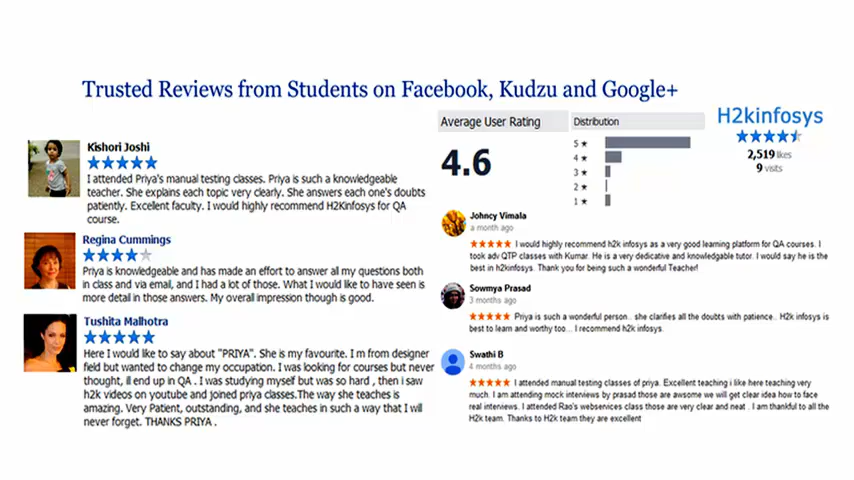 Trusted Reviews from Students on Facebook, Kudzu and Google+
Kishori Joshi
I attended Priya's manual testing classes. Priya is such a knowledgeable
teacher. She explains each topic very clearly. She answers each one's doubts
patiently. Excellent faculty. I would highly recommend H2Kinfosys for QA
course.
Regina Cummings
Priya is knowledgeable and has made an effort to answer all my questions both
in class and via email, and I had a lot of those. What I would like to have seen is
more detail in those answers. My overall impression though is good.
Tushita Malhotra
Here I would like to say about "PRIYA". She is my favourite. I m from designer
field but wanted to change my occupation. I was looking for courses but never
thought, ill end up in QA . I was studying myself but was so hard , then i saw
h2k videos on youtube and joined priya classes.The way she teaches is
amazing. Very Patient, outstanding, and she teaches in such a way that I will
never forget. THANKS PRIYA .
Average User Rating
4.6
Distribution
5 ★
4 ★
3 ★
2 ★
1 ★
H2kinfosys
2,519 likes
9 visits
Johncy Vimala
a month ago
I would highly recommend h2k infosys as a very good learning platform for QA courses. I
took adv QTP classes with Kumar. He is a very dedicative and knowledgable tutor. I would say he is the
best in h2kinfosys. Thank you for being such a wonderful Teacher!
Sowmya Prasad
3 months ago
Priya is such a wonderful person.. she clarifies all the doubts with patience.. H2k infosys is
best to learn and worthy too... I recommend h2k infosys.
Swathi B
4 months ago
I attended manual testing classes of priya. Excellent teaching i like here teaching very
much. I am attending mock interviews by prasad those are awsome we will get clear idea how to face
real interviews. I attended Rao's webservices class those are very clear and neat . I am thankful to all the
H2k team. Thanks to H2k team they are excellent